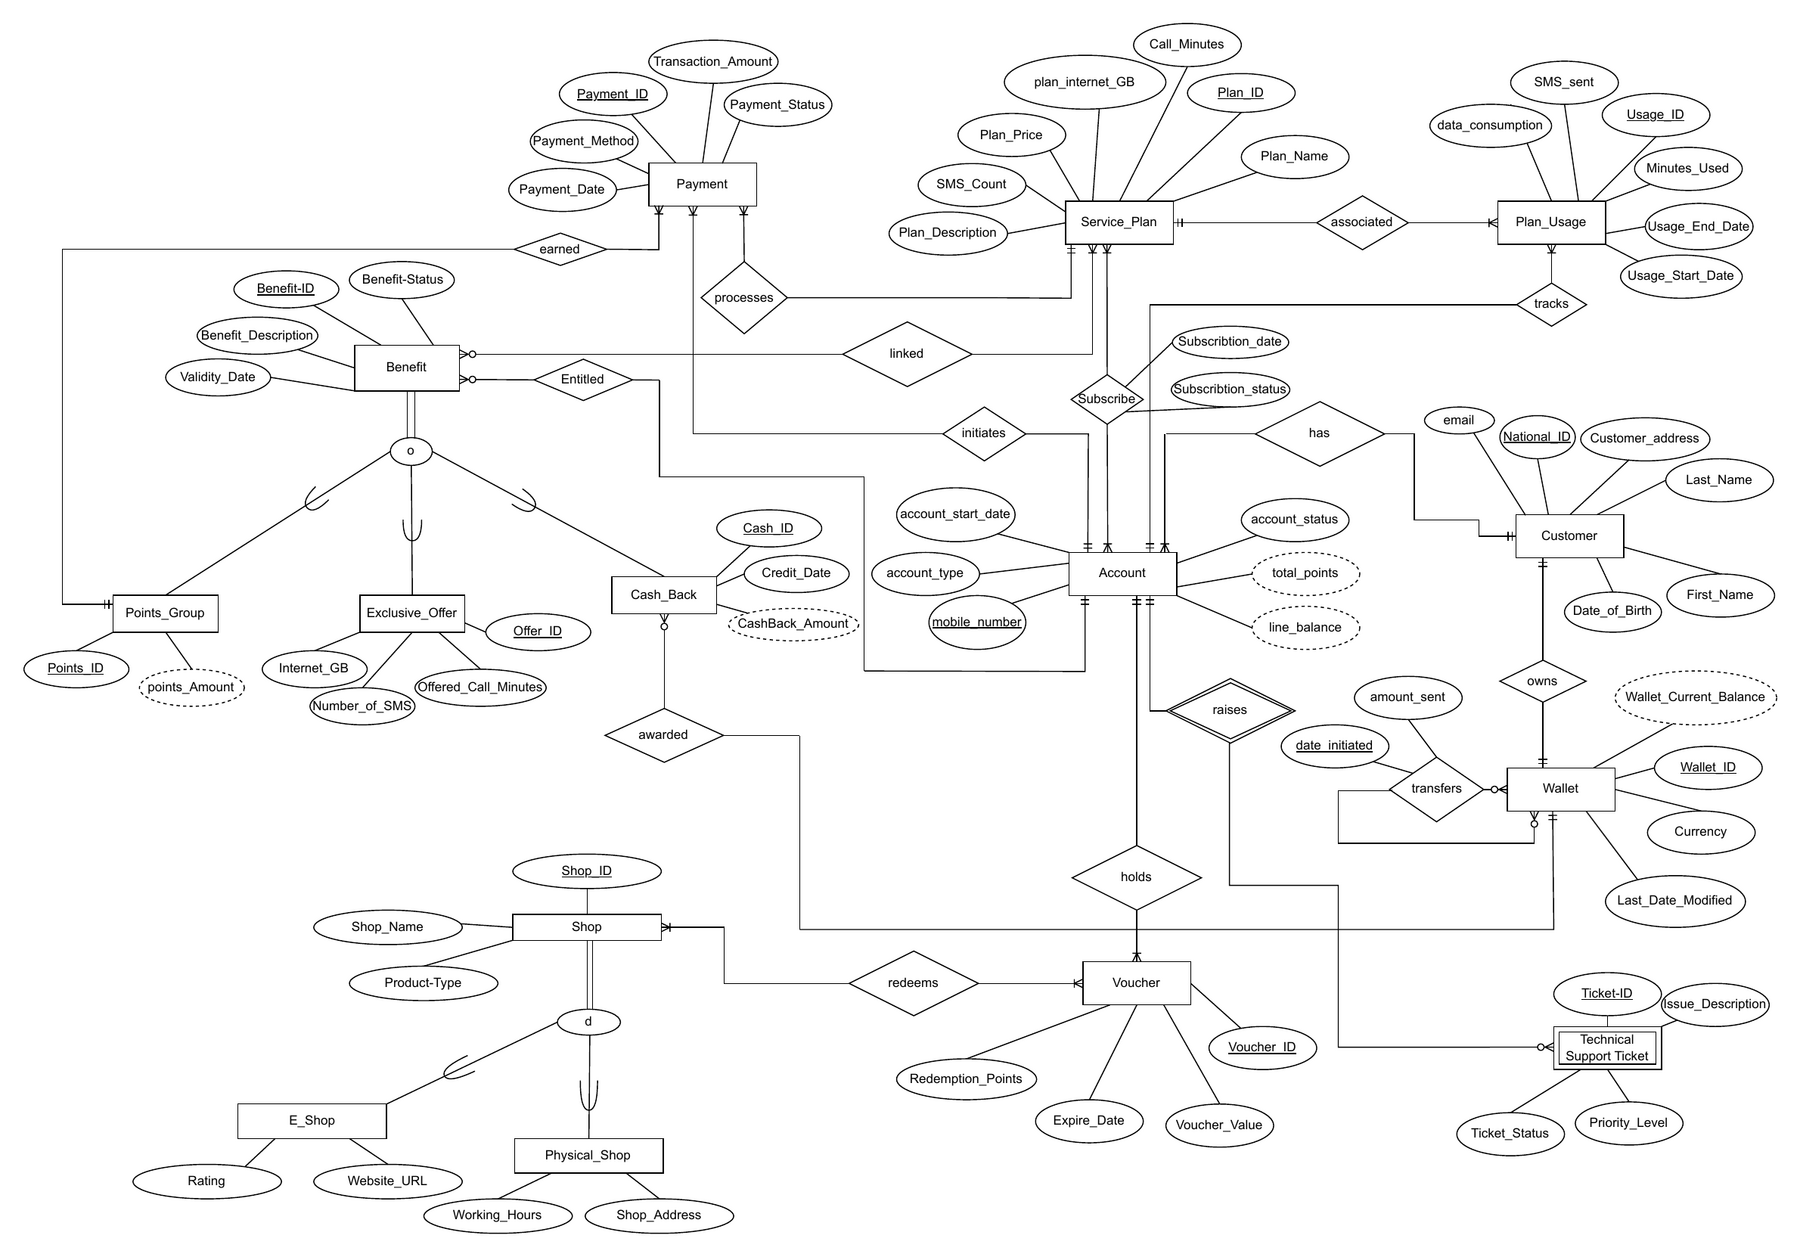 Call_Minutes
Transaction_Amount
plan_internet_GB
SMS_sent
Payment_ID
Plan_ID
Payment_Status
Usage_ID
data_consumption
Plan_Price
Payment_Method
Plan_Name
Minutes_Used
Payment
SMS_Count
Payment_Date
Service_Plan
associated
Plan_Usage
Usage_End_Date
Plan_Description
earned
Usage_Start_Date
Benefit-Status
Benefit-ID
processes
tracks
Benefit_Description
Subscribtion_date
linked
Benefit
Validity_Date
Entitled
Subscribtion_status
Subscribe
email
initiates
has
National_ID
Customer_address
o
Last_Name
account_start_date
account_status
Cash_ID
Customer
account_type
Account
total_points
Credit_Date
Cash_Back
First_Name
Points_Group
Exclusive_Offer
Date_of_Birth
mobile_number
line_balance
CashBack_Amount
Offer_ID
Points_ID
Internet_GB
owns
points_Amount
Offered_Call_Minutes
amount_sent
Wallet_Current_Balance
Number_of_SMS
raises
awarded
date_initiated
Wallet_ID
transfers
Wallet
Currency
Shop_ID
holds
Last_Date_Modified
Shop_Name
Shop
Product-Type
redeems
Voucher
Ticket-ID
Issue_Description
d
Technical
Support Ticket
Voucher_ID
Redemption_Points
E_Shop
Expire_Date
Voucher_Value
Priority_Level
Ticket_Status
Physical_Shop
Rating
Website_URL
Working_Hours
Shop_Address